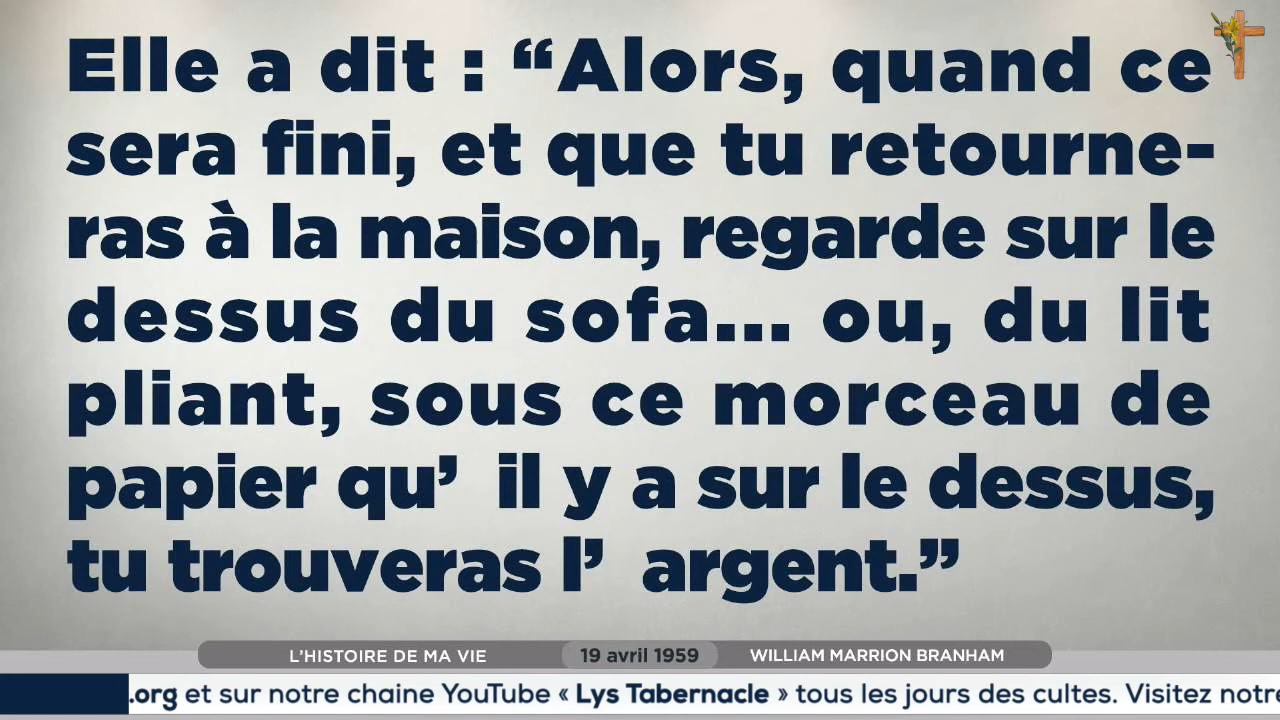 Elle a dit : “Alors, quand ce
sera fini, et que tu retourne-
ras à la maison, regarde sur le
dessus du sofa... ou, du lit
pliant, sous ce morceau de
papier qu’ il y a sur le dessus,
tu trouveras l’ argent.”
L’HISTOIRE DE MA VIE 19 avril 1959 WILLIAM MARRION BRANHAM
.org et sur notre chaine YouTube « Lys Tabernacle » tous les jours des cultes. Visitez notre